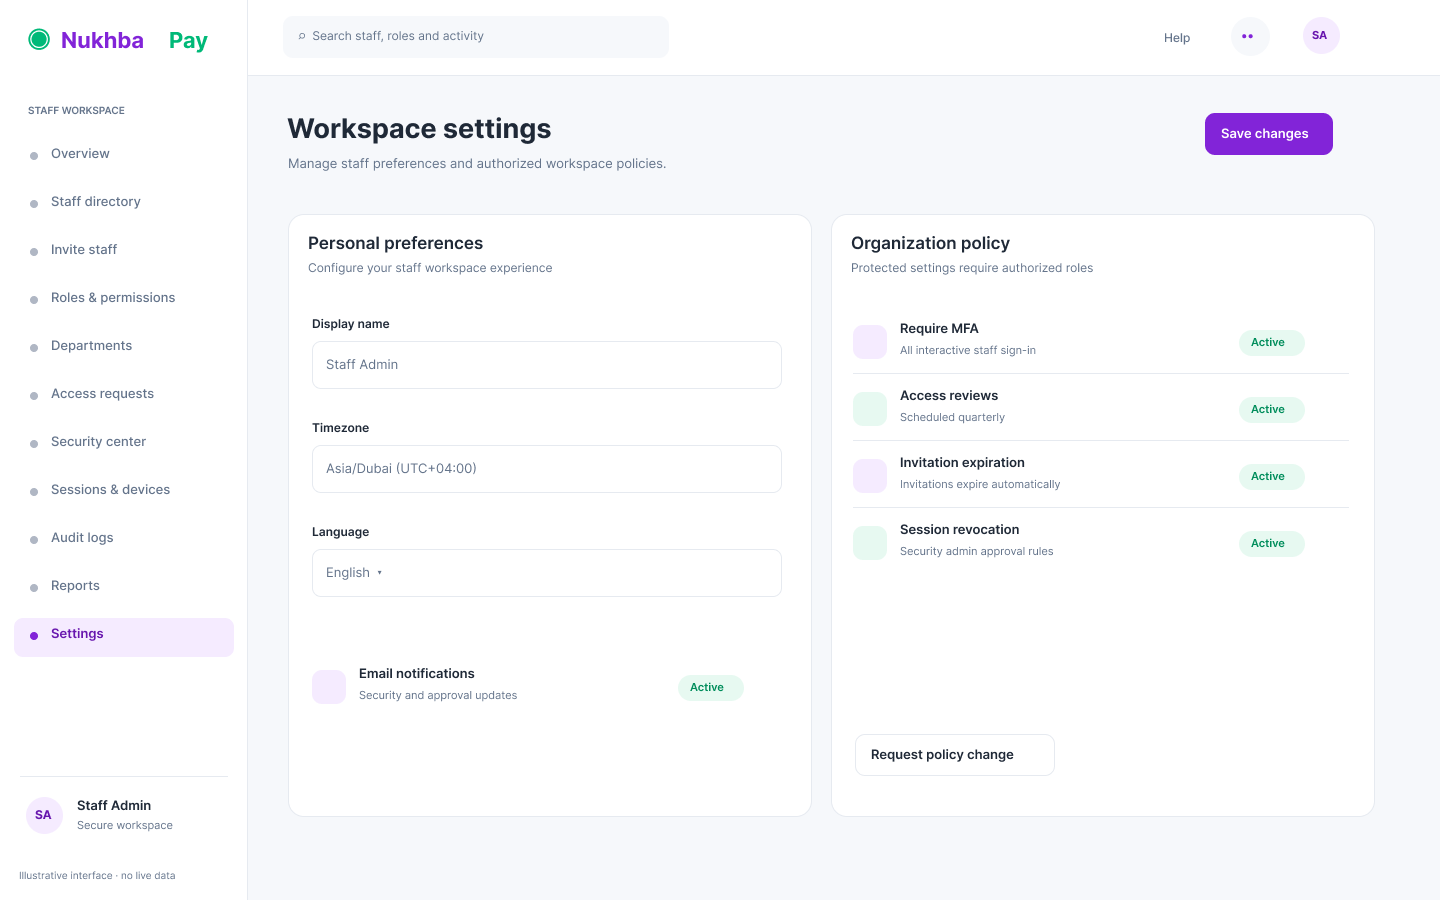 Nukhba Pay
STAFF WORKSPACE
Overview
Staff directory
Invite staff
Roles & permissions
Departments
Access requests
Security center
Sessions & devices
Audit logs
Reports
Settings
SA
Staff Admin
Secure workspace
Illustrative interface · no live data
Search staff, roles and activity
Help
SA
Workspace settings
Manage staff preferences and authorized workspace policies.
Save changes
Personal preferences
Configure your staff workspace experience
Display name
Staff Admin
Timezone
Asia/Dubai (UTC+04:00)
Language
English
Email notifications
Security and approval updates
Active
Organization policy
Protected settings require authorized roles
Require MFA
All interactive staff sign-in
Active
Access reviews
Scheduled quarterly
Active
Invitation expiration
Invitations expire automatically
Active
Session revocation
Security admin approval rules
Active
Request policy change